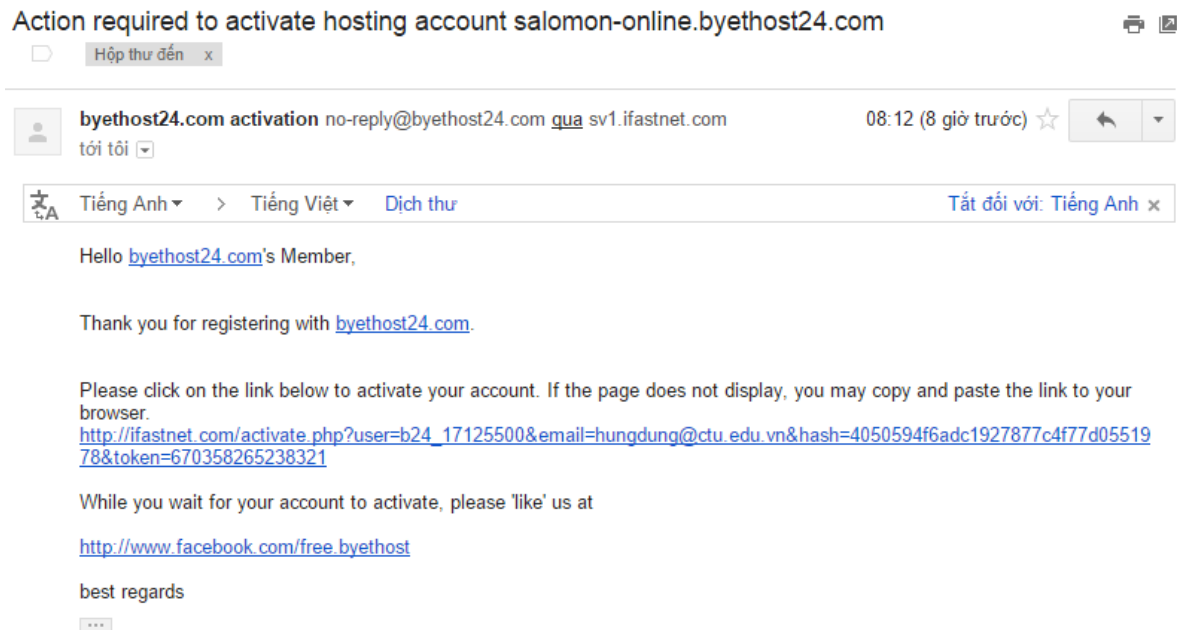 Action required to activate hosting account salomon-online.byethost24.com
Hộp thư đến x
byethost24.com activation no-reply@byethost24.com qua sv1.ifastnet.com 08:12 (8 giờ trước)
tới tôi
Tiếng Anh > Tiếng Việt Dịch thư Tắt đối với: Tiếng Anh x
Hello byethost24.com's Member,
Thank you for registering with byethost24.com.
Please click on the link below to activate your account. If the page does not display, you may copy and paste the link to your
browser.
http://ifastnet.com/activate.php?user=b24_17125500&email=hungdung@ctu.edu.vn&hash=4050594f6adc1927877c4f77d05519
78&token=670358265238321
While you wait for your account to activate, please 'like' us at
http://www.facebook.com/free.byethost
best regards